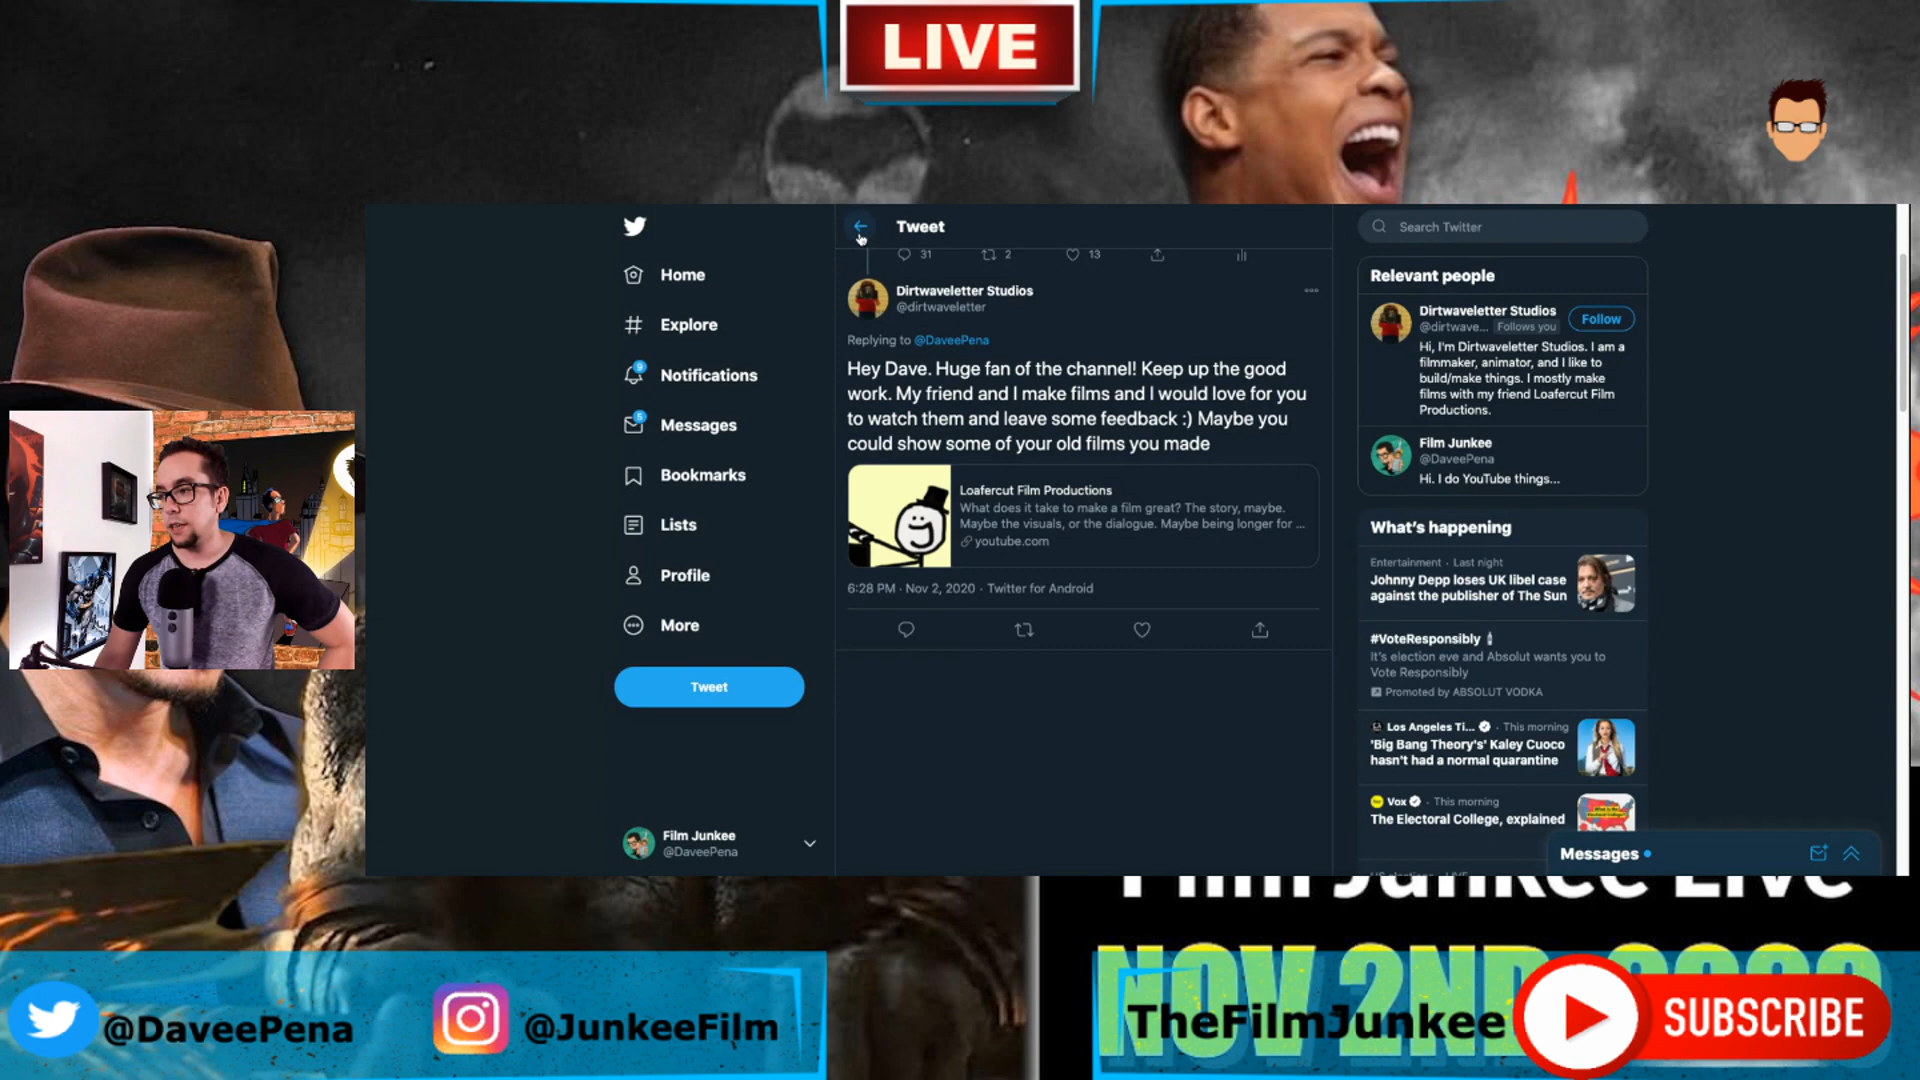 LIVE
Tweet
Search Twitter
31
2
13
Home
Explore
9
Notifications
5
Messages
Bookmarks
Lists
Profile
More
Tweet
Film Junkee
@DaveePena
Dirtwaveletter Studios
@dirtwaveletter
Replying to @DaveePena
Hey Dave. Huge fan of the channel! Keep up the good
work. My friend and I make films and I would love for you
to watch them and leave some feedback :) Maybe you
could show some of your old films you made
Loafercut Film Productions
What does it take to make a film great? The story, maybe.
Maybe the visuals, or the dialogue. Maybe being longer for ...
youtube.com
6:28 PM · Nov 2, 2020 · Twitter for Android
Relevant people
Dirtwaveletter Studios
@dirtwave... Follows you
Follow
Hi, I'm Dirtwaveletter Studios. I am a
filmmaker, animator, and I like to
build/make things. I mostly make
films with my friend Loafercut Film
Productions.
Film Junkee
@DaveePena
Hi. I do YouTube things...
What's happening
Entertainment · Last night
Johnny Depp loses UK libel case
against the publisher of The Sun
#VoteResponsibly
It's election eve and Absolut wants you to
Vote Responsibly
Promoted by ABSOLUT VODKA
Los Angeles Ti... · This morning
'Big Bang Theory's' Kaley Cuoco
hasn't had a normal quarantine
Vox · This morning
The Electoral College, explained
Messages
Film Junkee Live
NOV 2ND
@DaveePena
@JunkeeFilm
TheFilmJunkee
SUBSCRIBE